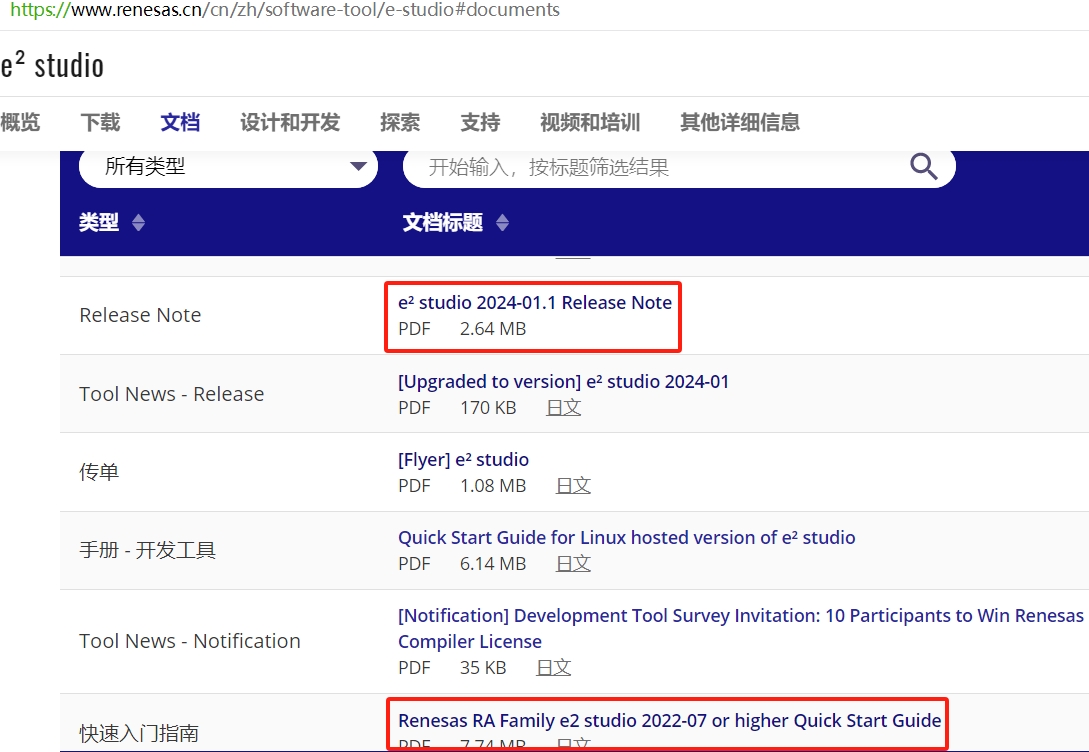 https://www.renesas.cn/cn/zh/software-tool/e-studio#documents
e² studio
概览 下载 文档 设计和开发 探索 支持 视频和培训 其他详细信息
所有类型 开始输入，按标题筛选结果
类型 文档标题
Release Note e² studio 2024-01.1 Release Note
PDF 2.64 MB
Tool News - Release [Upgraded to version] e² studio 2024-01
PDF 170 KB 日文
传单 [Flyer] e² studio
PDF 1.08 MB 日文
手册 - 开发工具 Quick Start Guide for Linux hosted version of e² studio
PDF 6.14 MB 日文
Tool News - Notification [Notification] Development Tool Survey Invitation: 10 Participants to Win Renesas
Compiler License
PDF 35 KB 日文
快速入门指南 Renesas RA Family e2 studio 2022-07 or higher Quick Start Guide
PDF 7.74 MB 日文